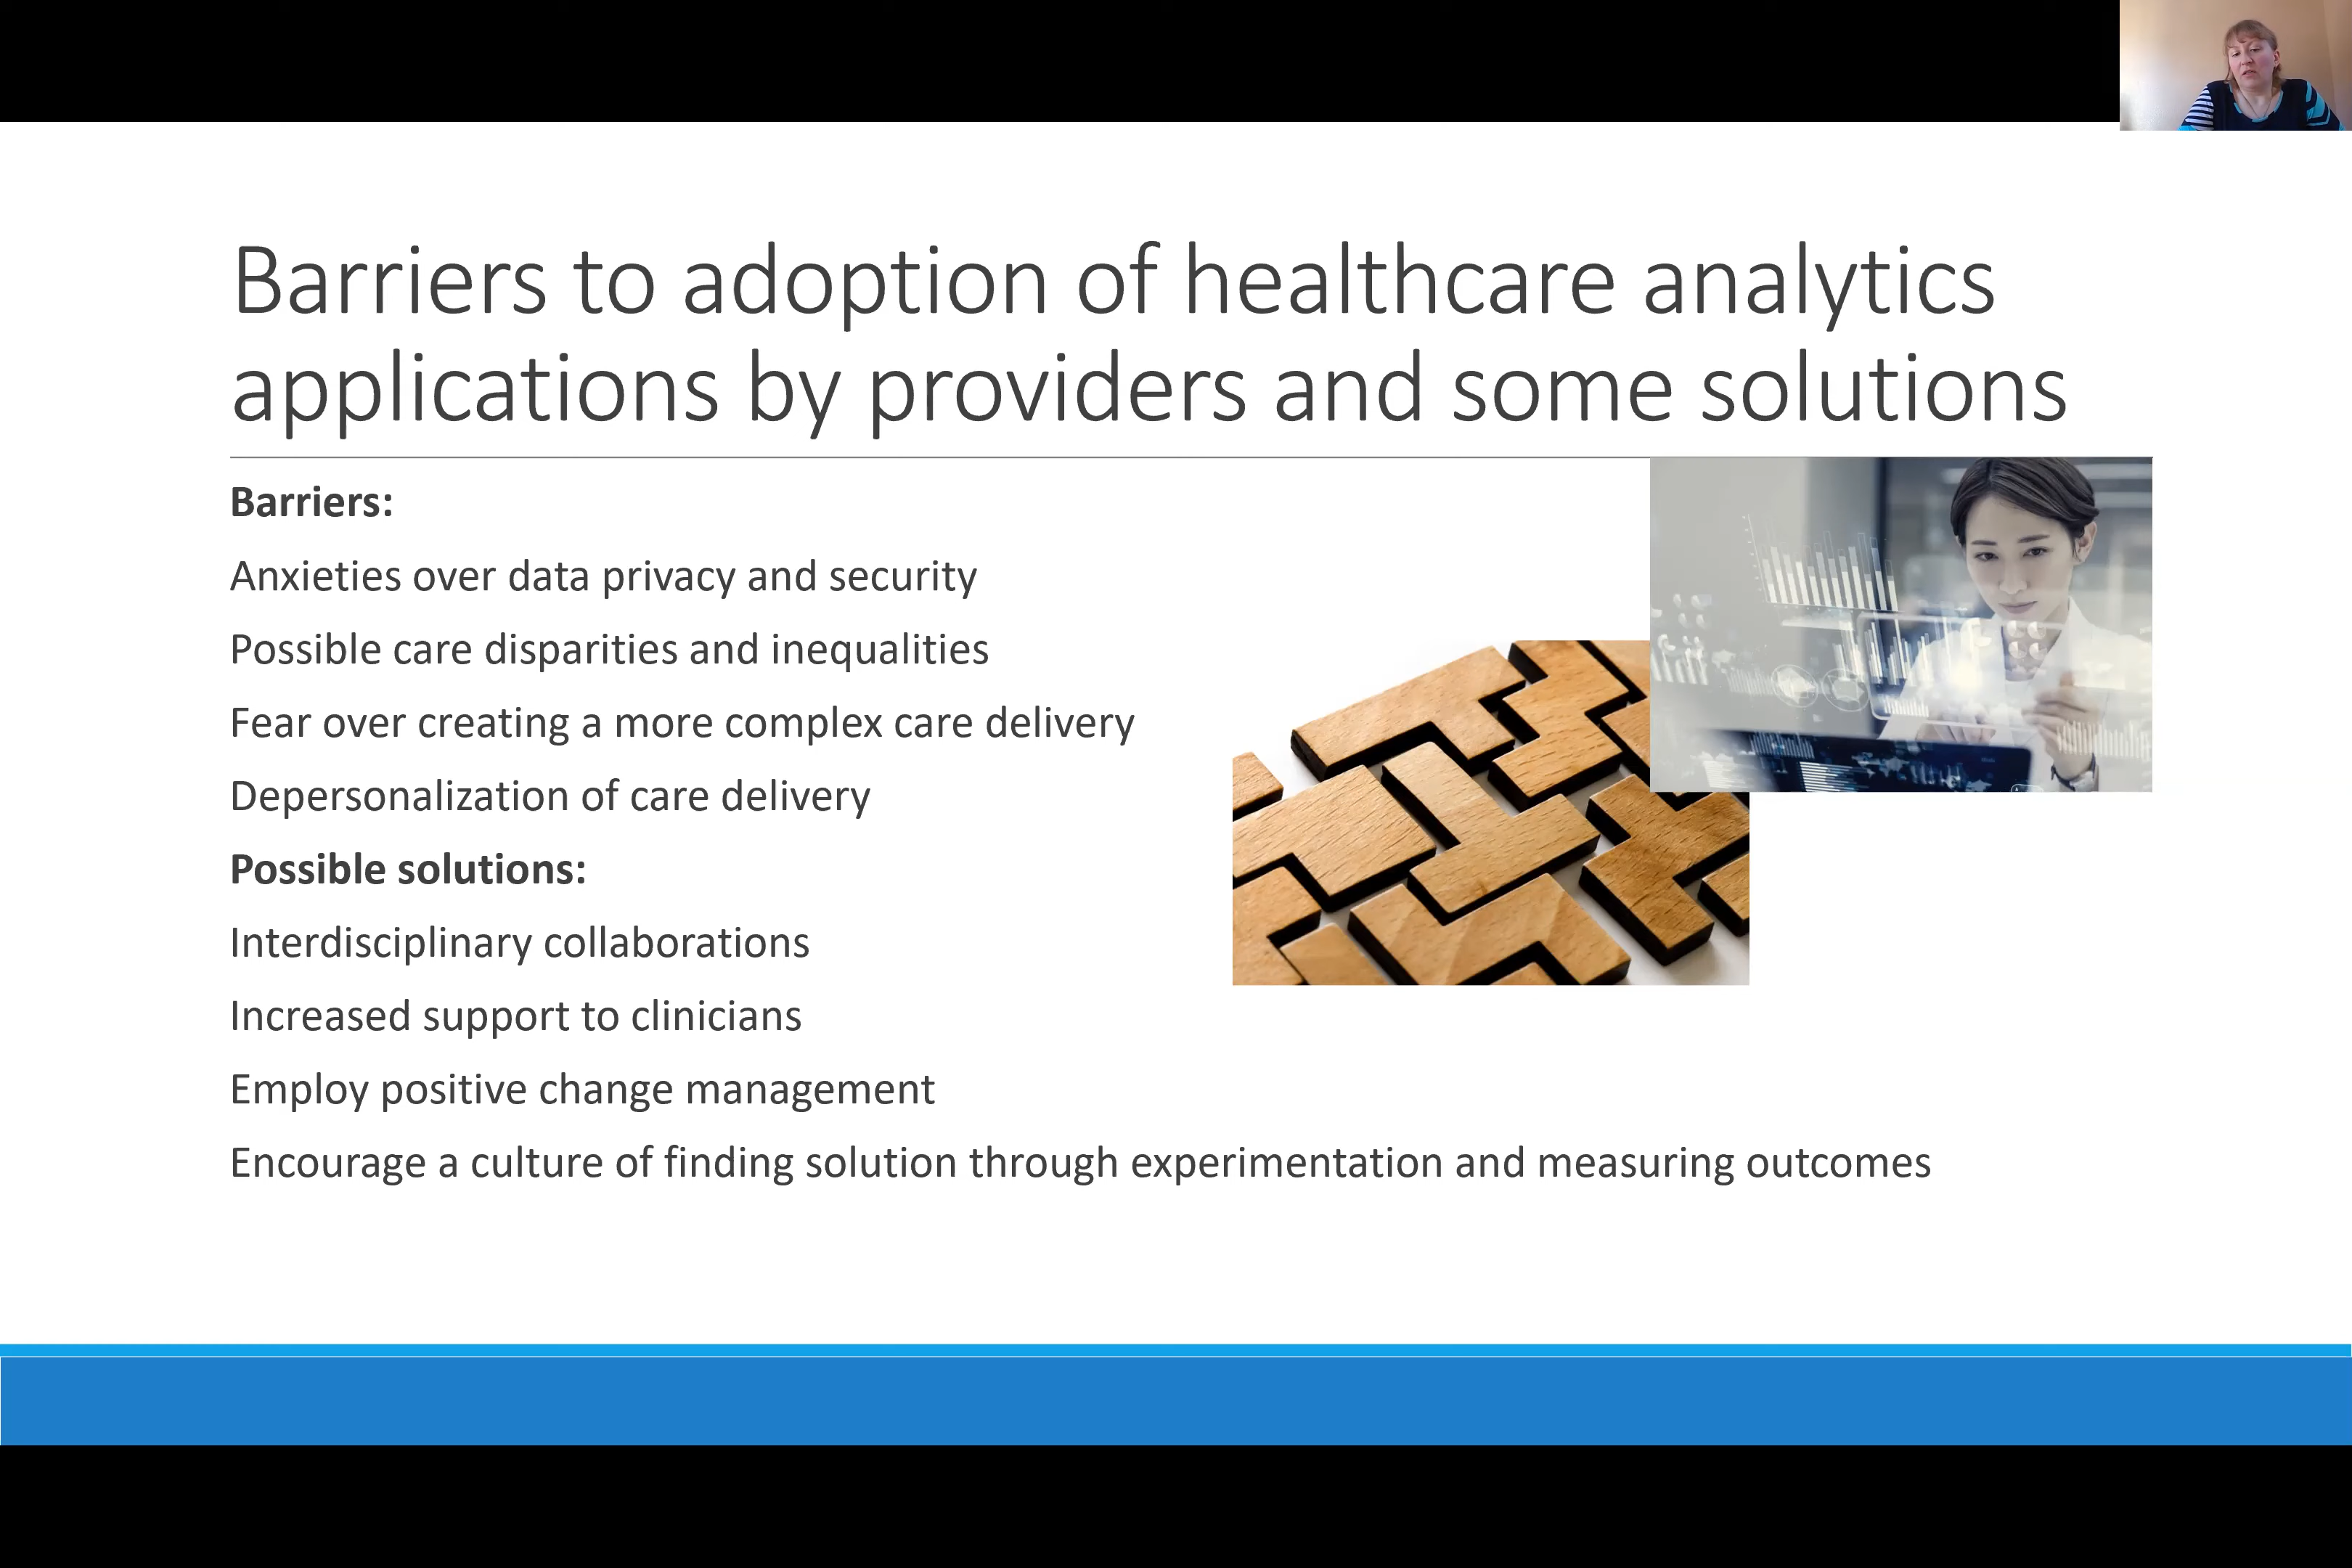 Barriers to adoption of healthcare analytics
applications by providers and some solutions
Barriers:
Anxieties over data privacy and security
Possible care disparities and inequalities
Fear over creating a more complex care delivery
Depersonalization of care delivery
Possible solutions:
Interdisciplinary collaborations
Increased support to clinicians
Employ positive change management
Encourage a culture of finding solution through experimentation and measuring outcomes